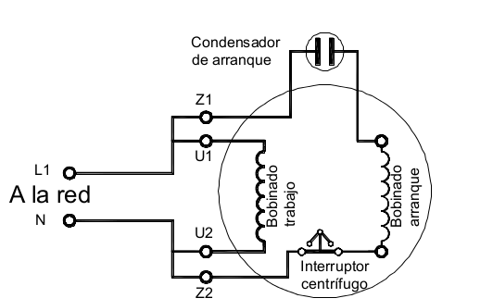 Condensador
de arranque
Z1
U1
L1
A la red
N
Bobinado
trabajo
Bobinado
arranque
U2
Interruptor
centrífugo
Z2